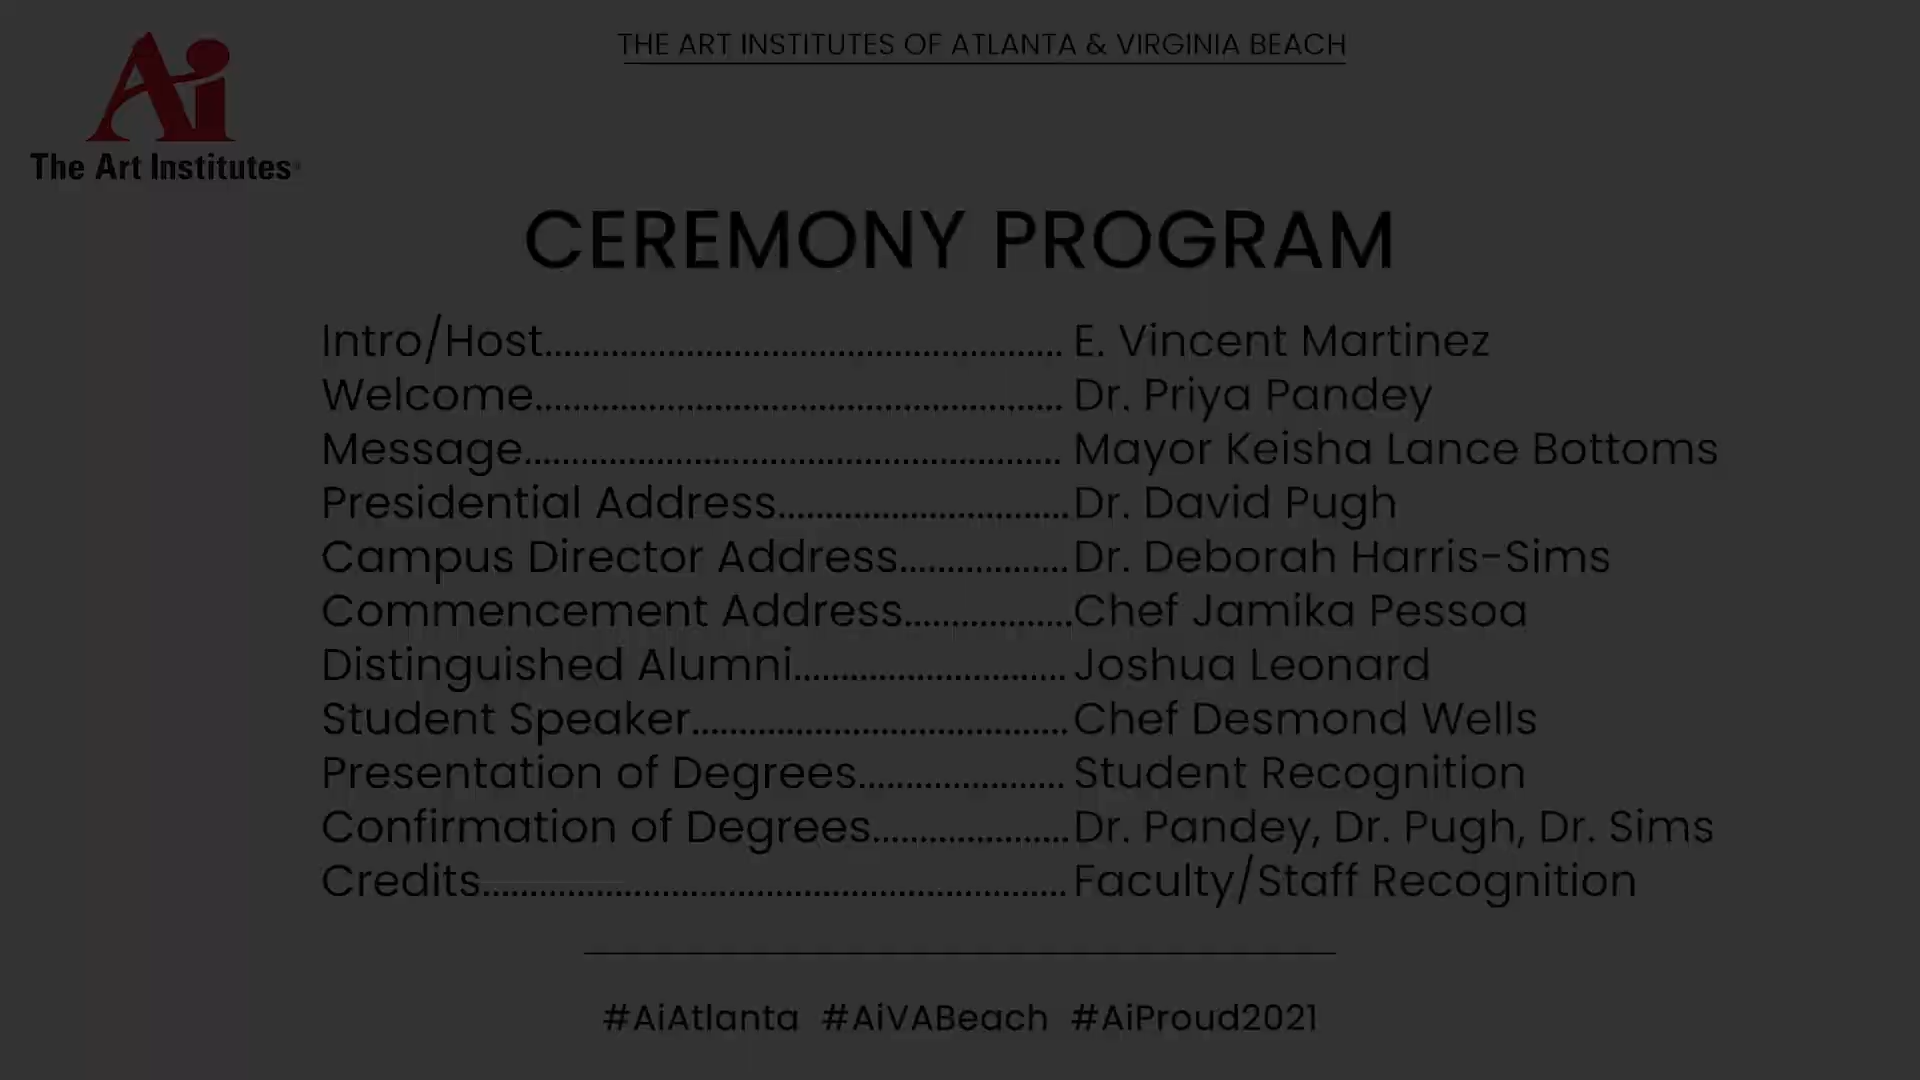 THE ART INSTITUTES OF ATLANTA & VIRGINIA BEACH
Ai
The Art Institutes
CEREMONY PROGRAM
Intro/Host........................................................ E. Vincent Martinez
Welcome......................................................... Dr. Priya Pandey
Message.......................................................... Mayor Keisha Lance Bottoms
Presidential Address...............................Dr. David Pugh
Campus Director Address..................Dr. Deborah Harris-Sims
Commencement Address..................Chef Jamika Pessoa
Distinguished Alumni............................. Joshua Leonard
Student Speaker........................................Chef Desmond Wells
Presentation of Degrees...................... Student Recognition
Confirmation of Degrees.....................Dr. Pandey, Dr. Pugh, Dr. Sims
Credits............................................................... Faculty/Staff Recognition
#AiAtlanta #AiVABeach #AiProud2021